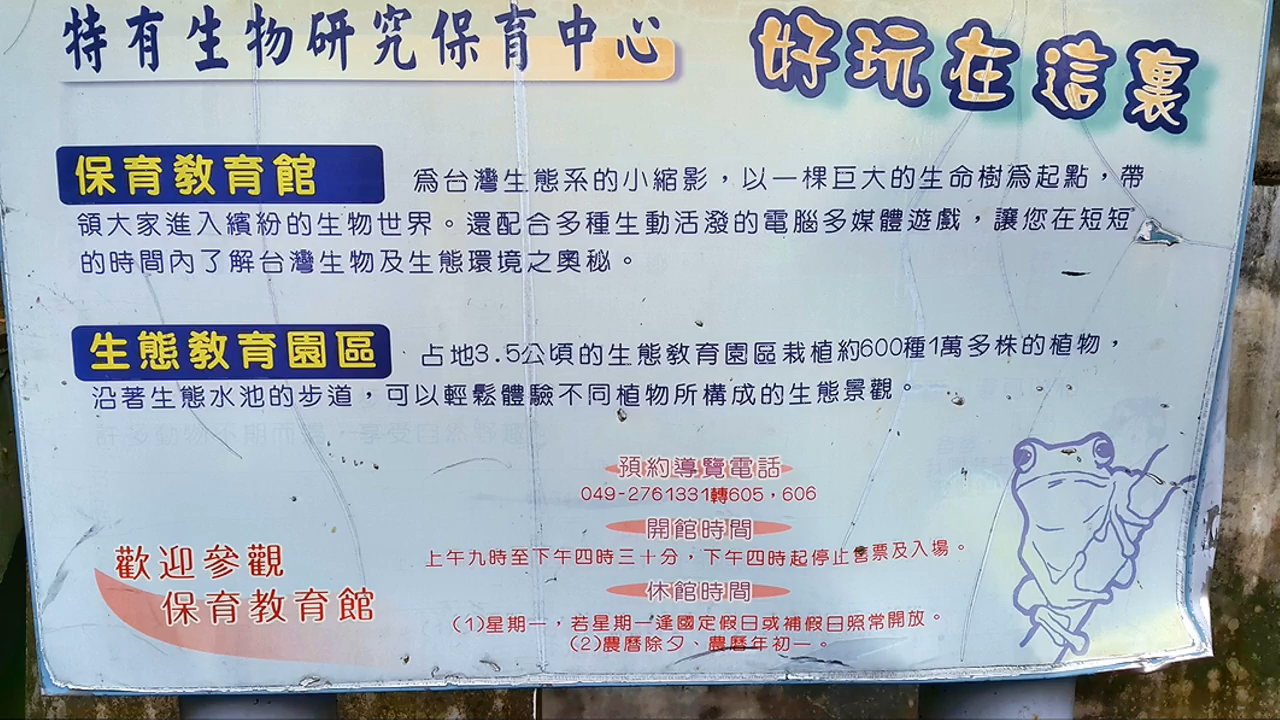 特有生物研究保育中心
好玩在這裏
保育教育館 為台灣生態系的小縮影，以一棵巨大的生命樹為起點，帶
領大家進入繽紛的生物世界。還配合多種生動活潑的電腦多媒體遊戲，讓您在短短
的時間內了解台灣生物及生態環境之奧秘。
生態教育園區 占地3.5公頃的生態教育園區栽植約600種1萬多株的植物，
沿著生態水池的步道，可以輕鬆體驗不同植物所構成的生態景觀。
預約導覽電話
049-2761331轉605，606
開館時間
上午九時至下午四時三十分，下午四時起停止售票及入場。
休館時間
(1)星期一，若星期一逢國定假日或補假日照常開放。
(2)農曆除夕、農曆年初一。
歡迎參觀
保育教育館